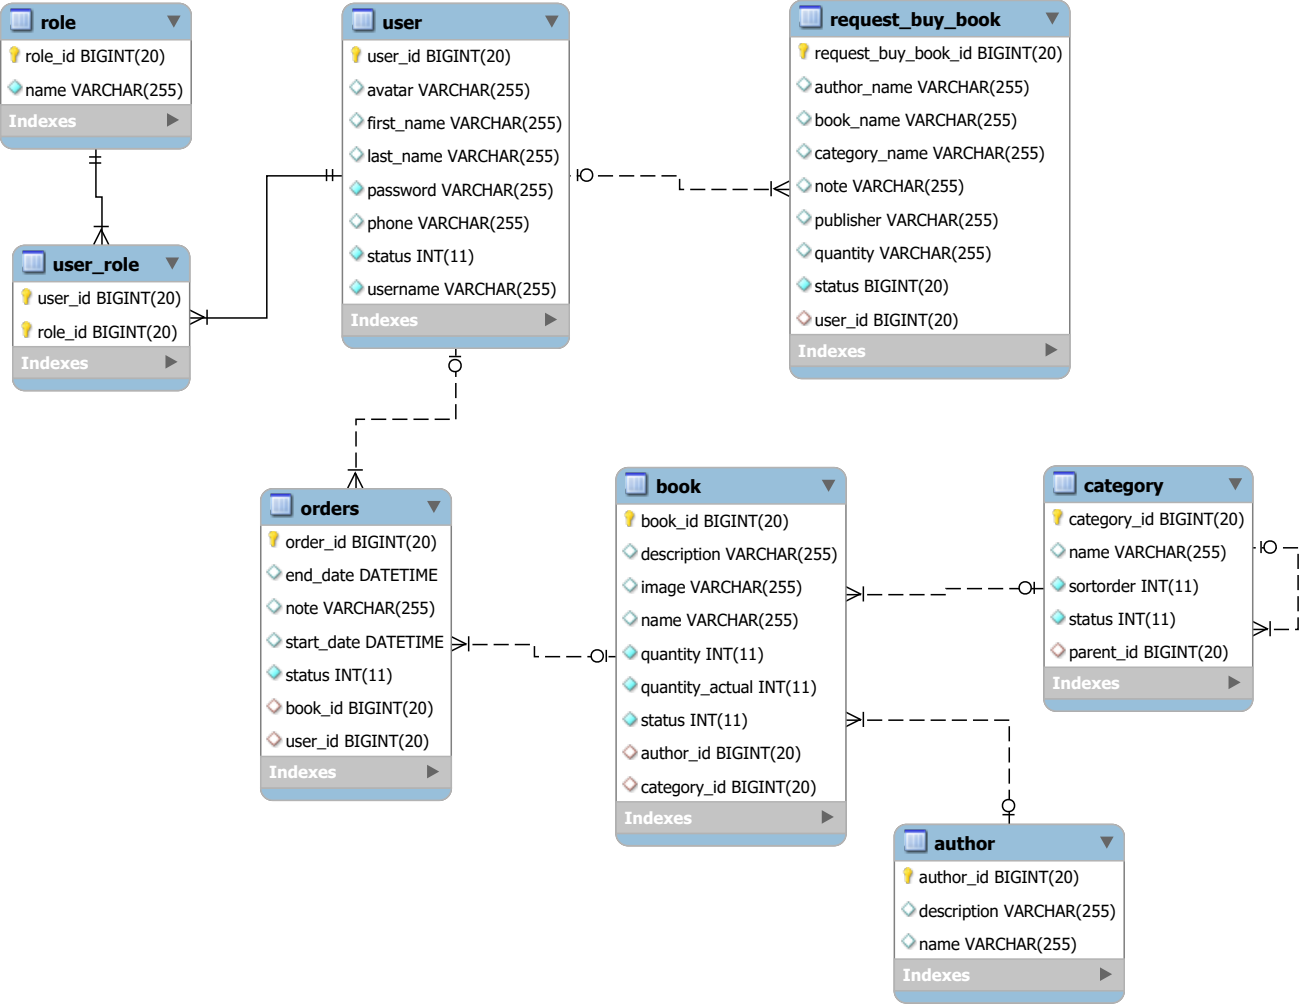 role
role_id BIGINT(20)
name VARCHAR(255)
Indexes
user
user_id BIGINT(20)
avatar VARCHAR(255)
first_name VARCHAR(255)
last_name VARCHAR(255)
password VARCHAR(255)
phone VARCHAR(255)
status INT(11)
username VARCHAR(255)
Indexes
request_buy_book
request_buy_book_id BIGINT(20)
author_name VARCHAR(255)
book_name VARCHAR(255)
category_name VARCHAR(255)
note VARCHAR(255)
publisher VARCHAR(255)
quantity VARCHAR(255)
status BIGINT(20)
user_id BIGINT(20)
Indexes
user_role
user_id BIGINT(20)
role_id BIGINT(20)
Indexes
orders
order_id BIGINT(20)
end_date DATETIME
note VARCHAR(255)
start_date DATETIME
status INT(11)
book_id BIGINT(20)
user_id BIGINT(20)
Indexes
book
book_id BIGINT(20)
description VARCHAR(255)
image VARCHAR(255)
name VARCHAR(255)
quantity INT(11)
quantity_actual INT(11)
status INT(11)
author_id BIGINT(20)
category_id BIGINT(20)
Indexes
category
category_id BIGINT(20)
name VARCHAR(255)
sortorder INT(11)
status INT(11)
parent_id BIGINT(20)
Indexes
author
author_id BIGINT(20)
description VARCHAR(255)
name VARCHAR(255)
Indexes